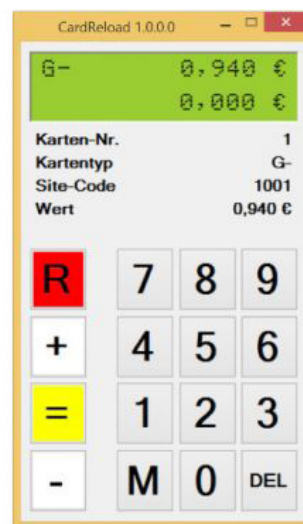 CardReload 1.0.0.0
G- 0,940 €
0,000 €
Karten-Nr. 1
Kartentyp G-
Site-Code 1001
Wert 0,940 €
R 7 8 9
+ 4 5 6
= 1 2 3
- M 0 DEL